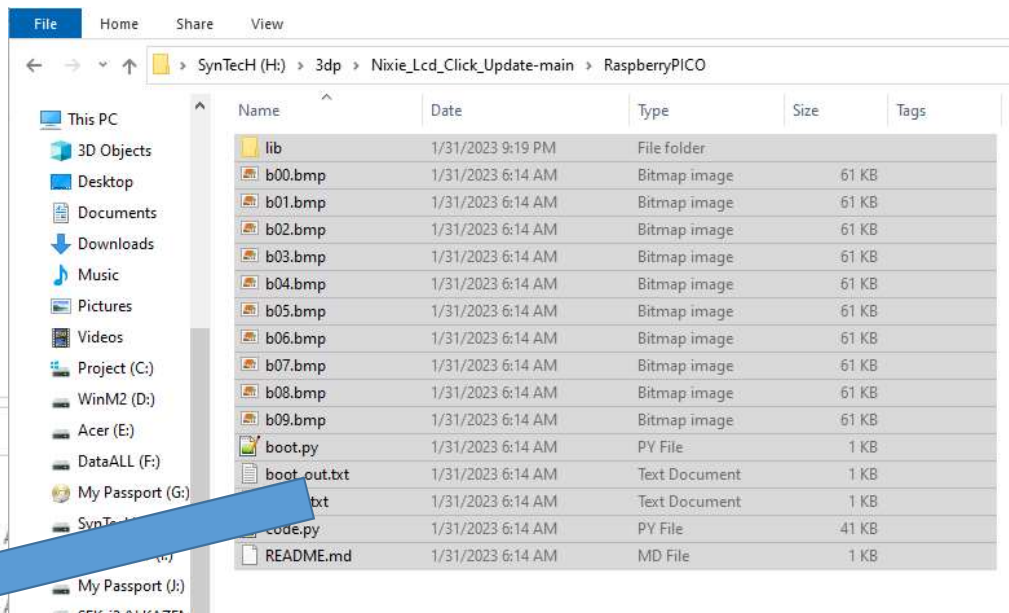 File Home Share View
SynTecH (H:) > 3dp > Nixie_Lcd_Click_Update-main > RaspberryPICO
This PC
3D Objects
Desktop
Documents
Downloads
Music
Pictures
Videos
Project (C:)
WinM2 (D:)
Acer (E:)
DataALL (F:)
My Passport (G:)
My Passport (J:)
Name Date Type Size Tags
lib 1/31/2023 9:19 PM File folder
b00.bmp 1/31/2023 6:14 AM Bitmap image 61 KB
b01.bmp 1/31/2023 6:14 AM Bitmap image 61 KB
b02.bmp 1/31/2023 6:14 AM Bitmap image 61 KB
b03.bmp 1/31/2023 6:14 AM Bitmap image 61 KB
b04.bmp 1/31/2023 6:14 AM Bitmap image 61 KB
b05.bmp 1/31/2023 6:14 AM Bitmap image 61 KB
b06.bmp 1/31/2023 6:14 AM Bitmap image 61 KB
b07.bmp 1/31/2023 6:14 AM Bitmap image 61 KB
b08.bmp 1/31/2023 6:14 AM Bitmap image 61 KB
b09.bmp 1/31/2023 6:14 AM Bitmap image 61 KB
boot.py 1/31/2023 6:14 AM PY File 1 KB
boot_out.txt 1/31/2023 6:14 AM Text Document 1 KB
txt 1/31/2023 6:14 AM Text Document 1 KB
code.py 1/31/2023 6:14 AM PY File 41 KB
README.md 1/31/2023 6:14 AM MD File 1 KB